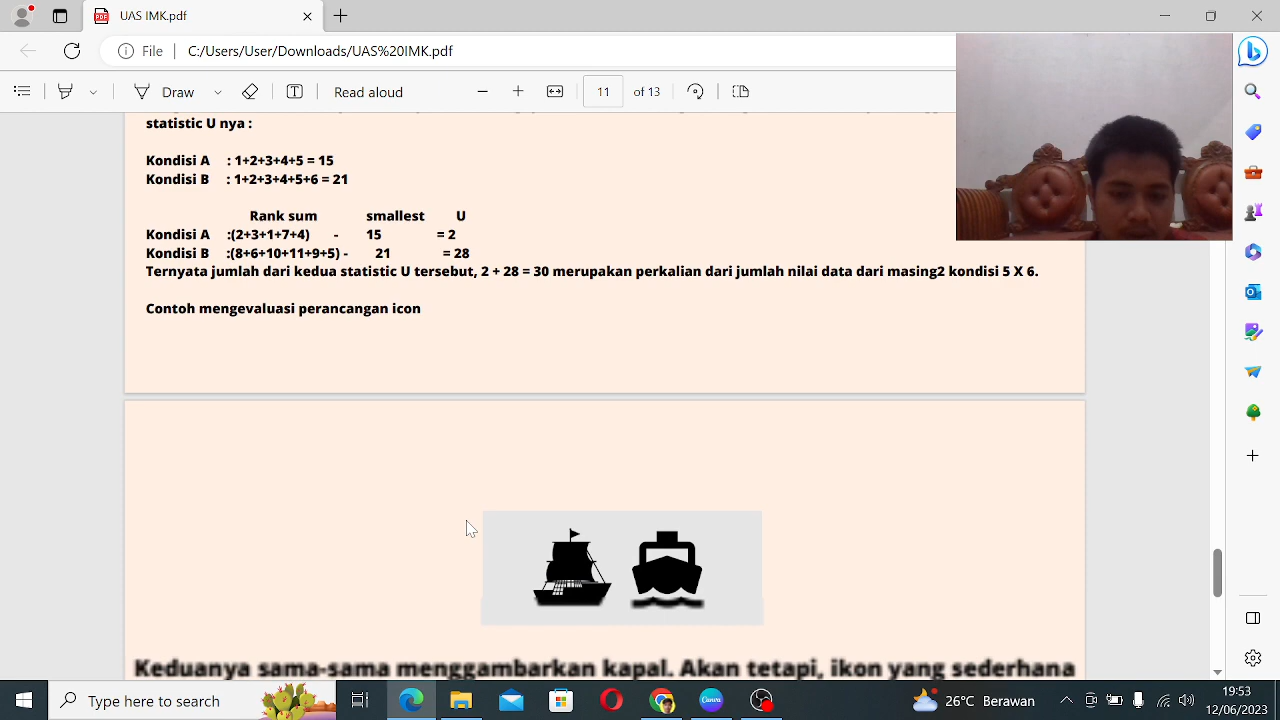 UAS IMK.pdf
File
C:/Users/User/Downloads/UAS%20IMK.pdf
Draw
Read aloud
11 of 13
statistic U nya :
Kondisi A : 1+2+3+4+5 = 15
Kondisi B : 1+2+3+4+5+6 = 21
Rank sum smallest U
Kondisi A :(2+3+1+7+4) - 15 = 2
Kondisi B :(8+6+10+11+9+5) - 21 = 28
Ternyata jumlah dari kedua statistic U tersebut, 2 + 28 = 30 merupakan perkalian dari jumlah nilai data dari masing2 kondisi 5 X 6.
Contoh mengevaluasi perancangan icon
Keduanya sama-sama menggambarkan kapal. Akan tetapi, ikon yang sederhana
Type here to search
Canva
26°C Berawan
19:53
12/06/2023